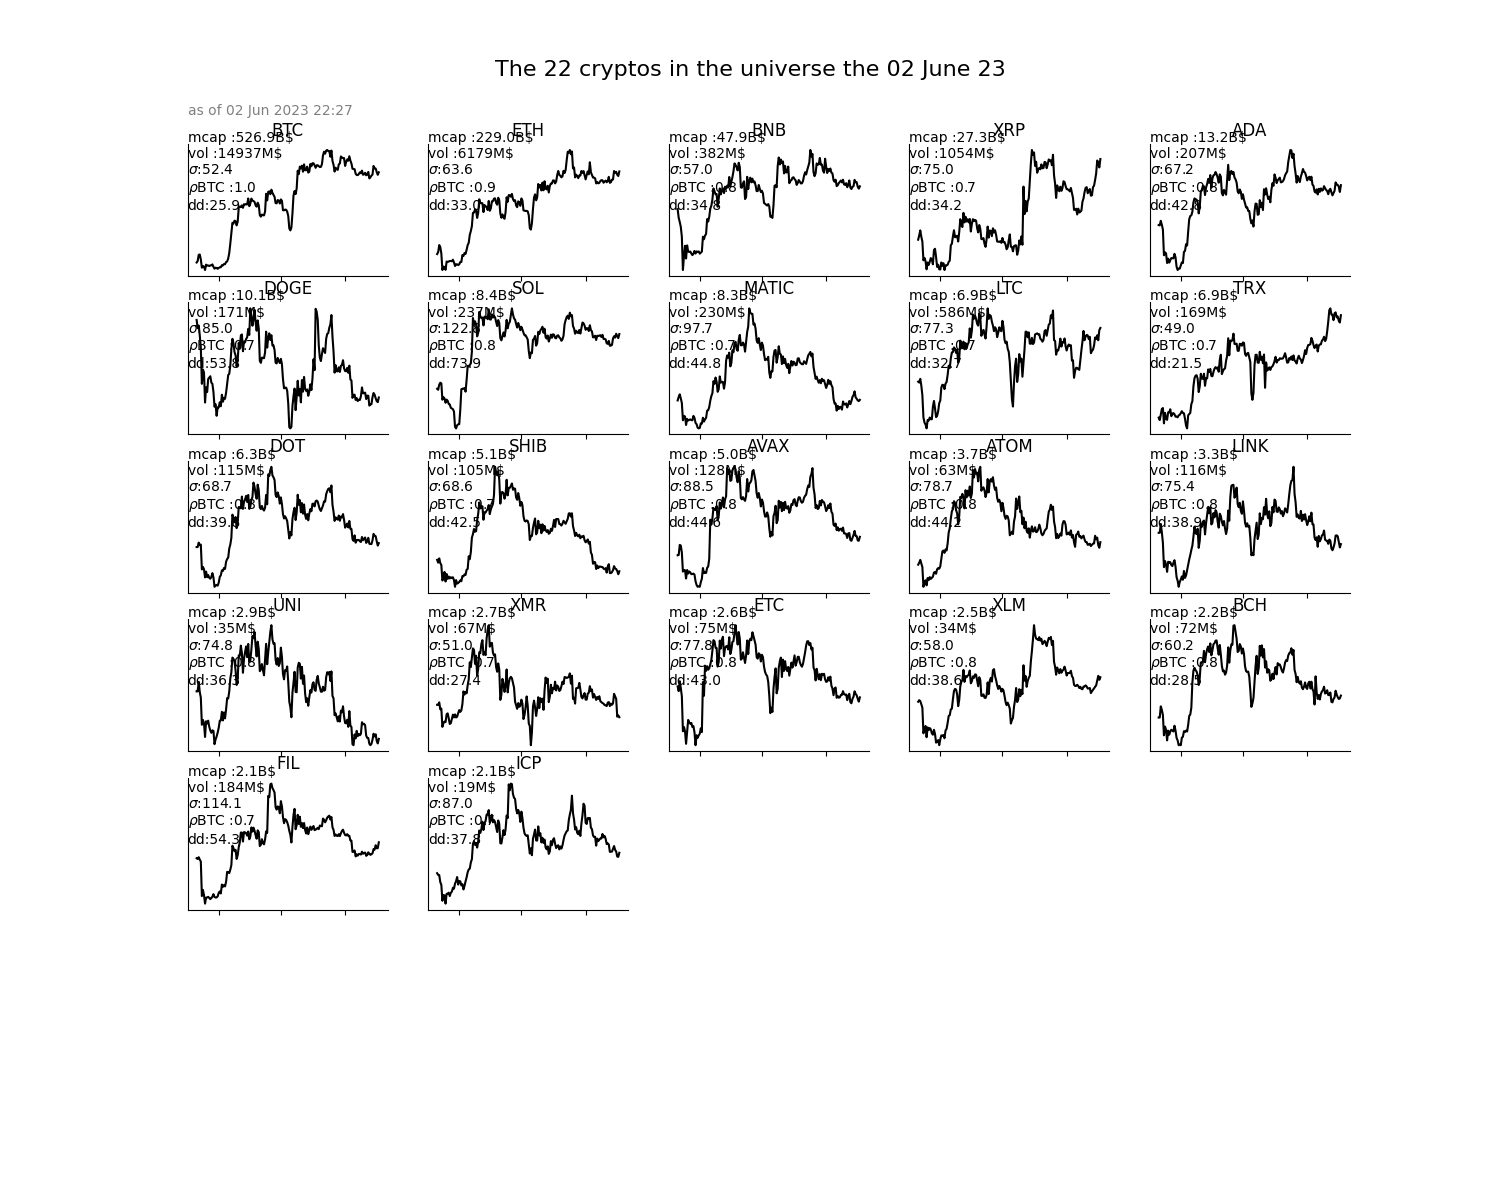 The 22 cryptos in the universe the 02 June 23
as of 02 Jun 2023 22:27
BTC
mcap :526.9B$
vol :14937M$
σ:52.4
ρBTC :1.0
dd:25.9
ETH
mcap :229.0B$
vol :6179M$
σ:63.6
ρBTC :0.9
dd:33.0
BNB
mcap :47.9B$
vol :382M$
σ:57.0
ρBTC :0.8
dd:34.8
XRP
mcap :27.3B$
vol :1054M$
σ:75.0
ρBTC :0.7
dd:34.2
ADA
mcap :13.2B$
vol :207M$
σ:67.2
ρBTC :0.8
dd:42.8
DOGE
mcap :10.1B$
vol :171M$
σ:85.0
ρBTC :0.7
dd:53.8
SOL
mcap :8.4B$
vol :237M$
σ:122.8
ρBTC :0.8
dd:73.9
MATIC
mcap :8.3B$
vol :230M$
σ:97.7
ρBTC :0.7
dd:44.8
LTC
mcap :6.9B$
vol :586M$
σ:77.3
ρBTC :0.7
dd:32.7
TRX
mcap :6.9B$
vol :169M$
σ:49.0
ρBTC :0.7
dd:21.5
DOT
mcap :6.3B$
vol :115M$
σ:68.7
ρBTC :0.8
SHIB
mcap :5.1B$
vol :105M$
σ:68.6
ρBTC :0.7
dd:42.5
AVAX
mcap :5.0B$
vol :128M$
σ:88.5
ρBTC :0.8
dd:44.6
ATOM
mcap :3.7B$
vol :63M$
σ:78.7
ρBTC :0.8
dd:44.2
LINK
mcap :3.3B$
vol :116M$
σ:75.4
ρBTC :0.8
dd:38.9
UNI
mcap :2.9B$
vol :35M$
σ:74.8
ρBTC :0.8
dd:36.3
XMR
mcap :2.7B$
vol :67M$
σ:51.0
ρBTC :0.7
dd:27.4
ETC
mcap :2.6B$
vol :75M$
σ:77.8
ρBTC :0.8
dd:43.0
XLM
mcap :2.5B$
vol :34M$
σ:58.0
ρBTC :0.8
dd:38.6
BCH
mcap :2.2B$
vol :72M$
σ:60.2
ρBTC :0.8
dd:28.5
FIL
mcap :2.1B$
vol :184M$
σ:114.1
ρBTC :0.7
dd:54.3
ICP
mcap :2.1B$
vol :19M$
σ:87.0
ρBTC :0.7
dd:37.8